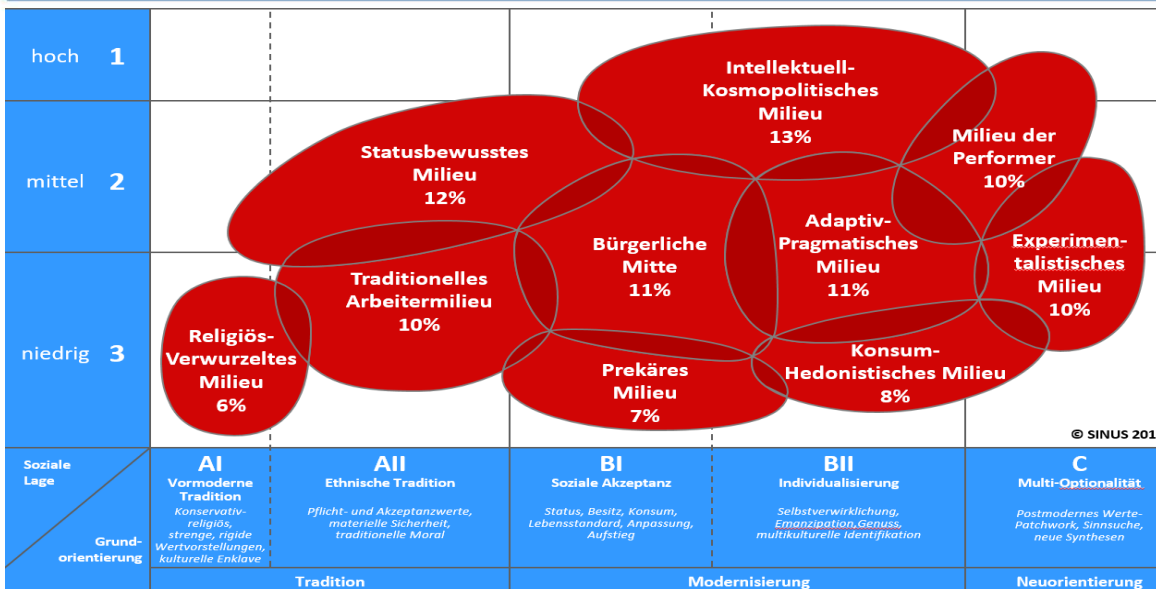 hoch 1
mittel 2
niedrig 3
Intellektuell-
Kosmopolitisches
Milieu
13%
Milieu der
Performer
10%
Statusbewusstes
Milieu
12%
Adaptiv-
Pragmatisches
Milieu
11%
Bürgerliche
Mitte
11%
Experimen-
talistisches
Milieu
10%
Traditionelles
Arbeitermilieu
10%
Religiös-
Verwurzeltes
Milieu
6%
Prekäres
Milieu
7%
Konsum-
Hedonistisches Milieu
8%
© SINUS 201
Soziale
Lage
Grund-
orientierung
AI
Vormoderne
Tradition
Konservativ-
religiös,
strenge, rigide
Wertvorstellungen,
kulturelle Enklave
AII
Ethnische Tradition
Pflicht- und Akzeptanzwerte,
materielle Sicherheit,
traditionelle Moral
BI
Soziale Akzeptanz
Status, Besitz, Konsum,
Lebensstandard, Anpassung,
Aufstieg
BII
Individualisierung
Selbstverwirklichung,
Emanzipation,Genuss,
multikulturelle Identifikation
C
Multi-Optionalität
Postmodernes Werte-
Patchwork, Sinnsuche,
neue Synthesen
Tradition
Modernisierung
Neuorientierung